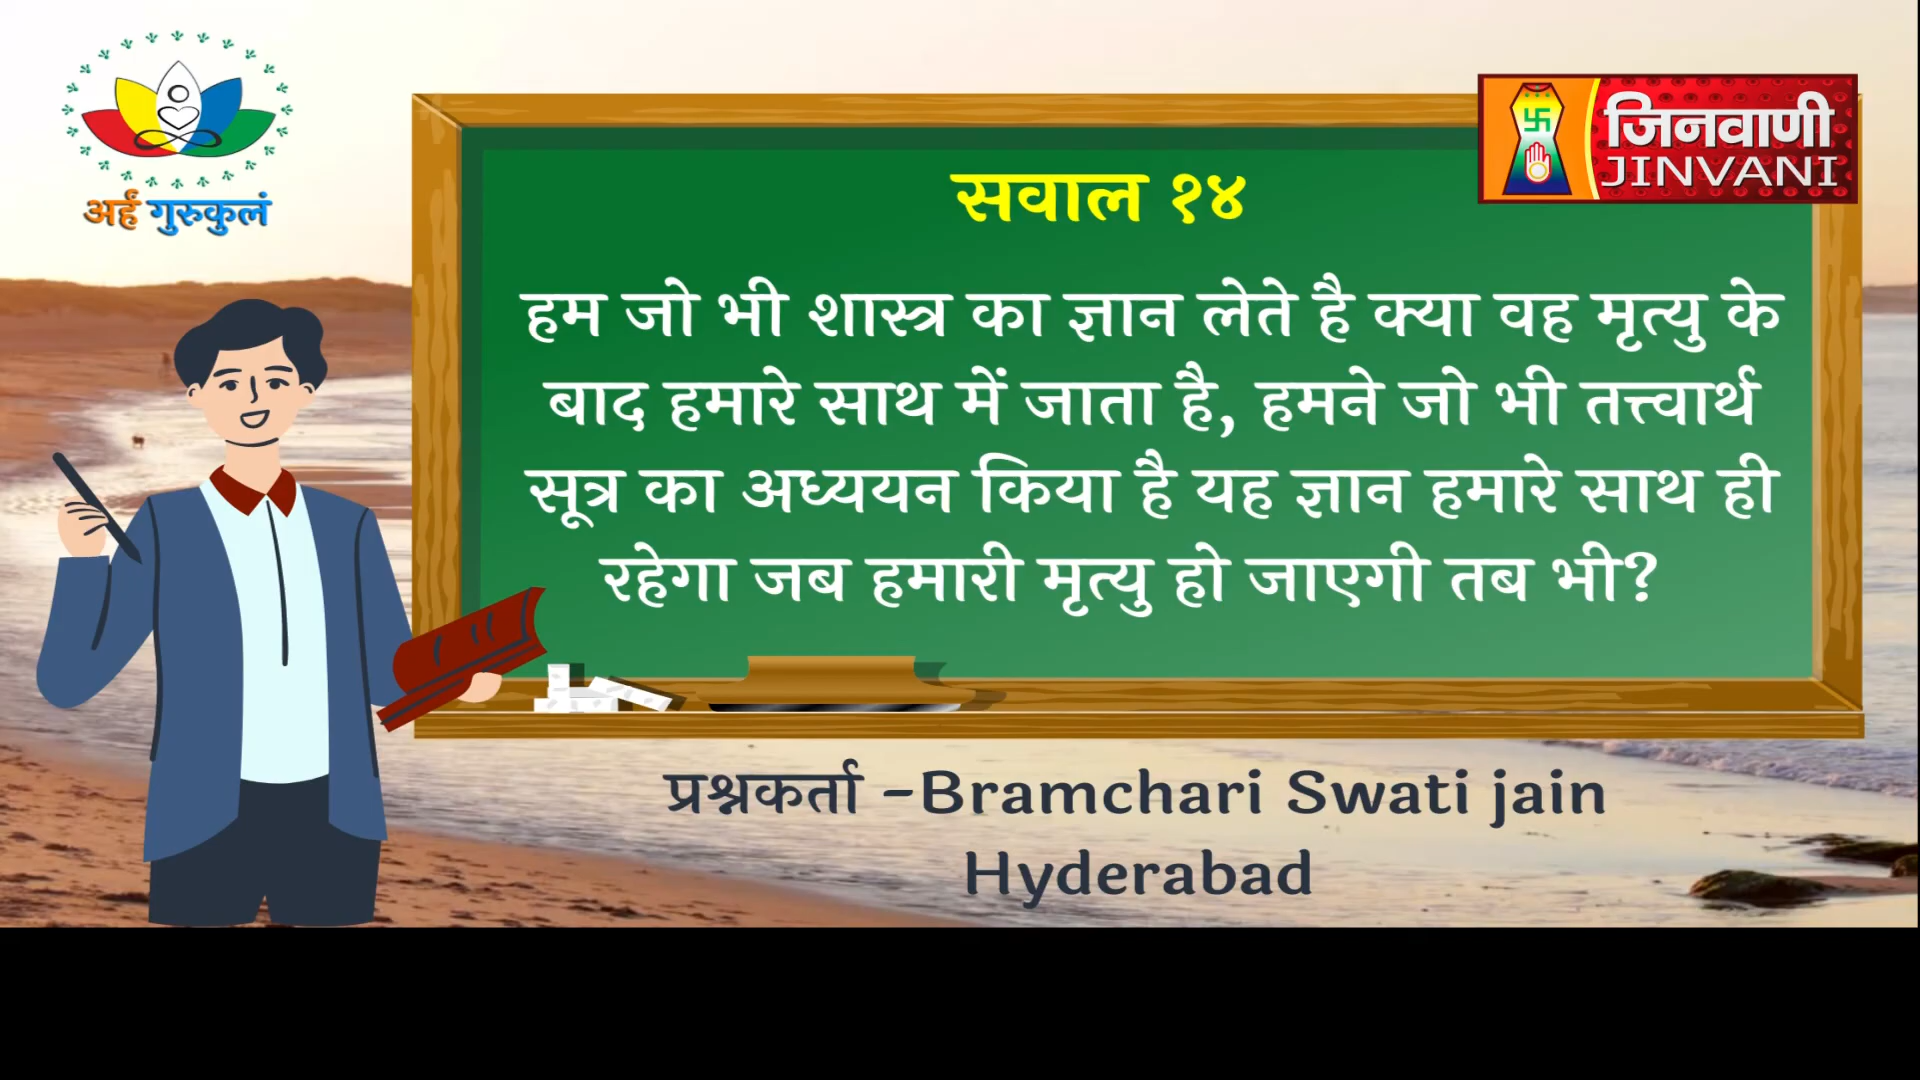 अर्हं गुरुकुलं
जिनवाणी
JINVANI
सवाल १४
हम जो भी शास्त्र का ज्ञान लेते है क्या वह मृत्यु के
बाद हमारे साथ में जाता है, हमने जो भी तत्त्वार्थ
सूत्र का अध्ययन किया है यह ज्ञान हमारे साथ ही
रहेगा जब हमारी मृत्यु हो जाएगी तब भी?
प्रश्नकर्ता -Bramchari Swati jain
Hyderabad